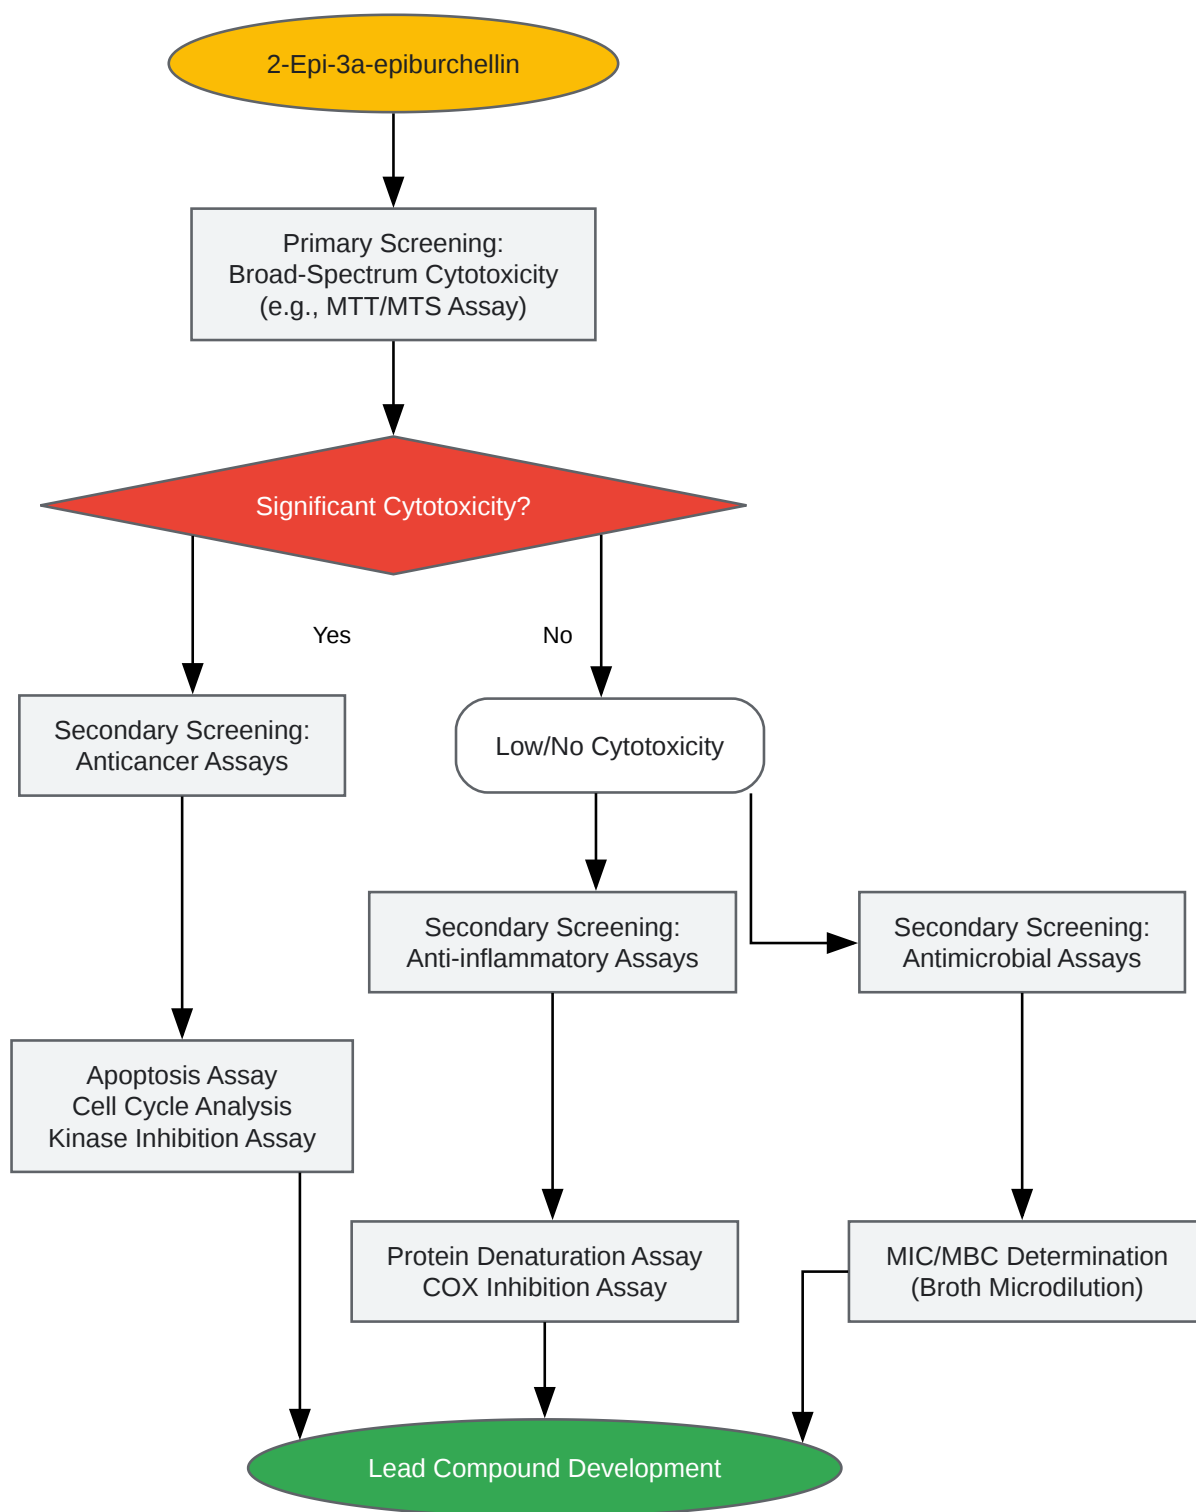 2-Epi-3a-epiburchellin
Primary Screening:
Broad-Spectrum Cytotoxicity
(e.g., MTT/MTS Assay)
Significant Cytotoxicity?
Yes
No
Secondary Screening:
Anticancer Assays
Low/No Cytotoxicity
Secondary Screening:
Anti-inflammatory Assays
Secondary Screening:
Antimicrobial Assays
Apoptosis Assay
Cell Cycle Analysis
Kinase Inhibition Assay
Protein Denaturation Assay
COX Inhibition Assay
MIC/MBC Determination
(Broth Microdilution)
Lead Compound Development